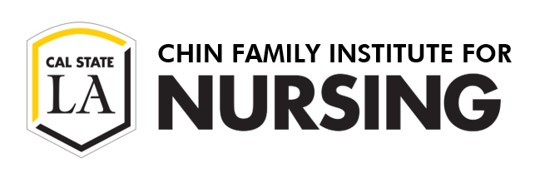 CAL STATE
LA
CHIN FAMILY INSTITUTE FOR
NURSING